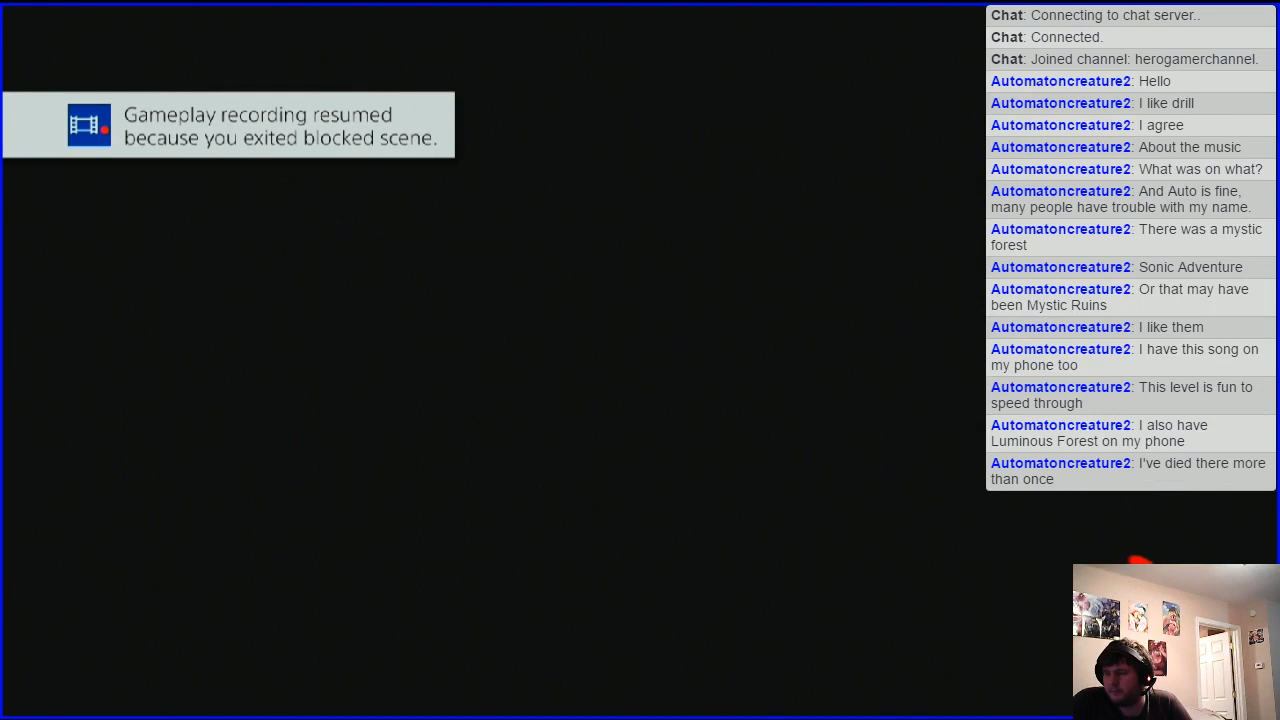 Gameplay recording resumed
because you exited blocked scene.
Chat: Connecting to chat server..
Chat: Connected.
Chat: Joined channel: herogamerchannel.
Automatoncreature2: Hello
Automatoncreature2: I like drill
Automatoncreature2: I agree
Automatoncreature2: About the music
Automatoncreature2: What was on what?
Automatoncreature2: And Auto is fine,
many people have trouble with my name.
Automatoncreature2: There was a mystic
forest
Automatoncreature2: Sonic Adventure
Automatoncreature2: Or that may have
been Mystic Ruins
Automatoncreature2: I like them
Automatoncreature2: I have this song on
my phone too
Automatoncreature2: This level is fun to
speed through
Automatoncreature2: I also have
Luminous Forest on my phone
Automatoncreature2: I've died there more
than once